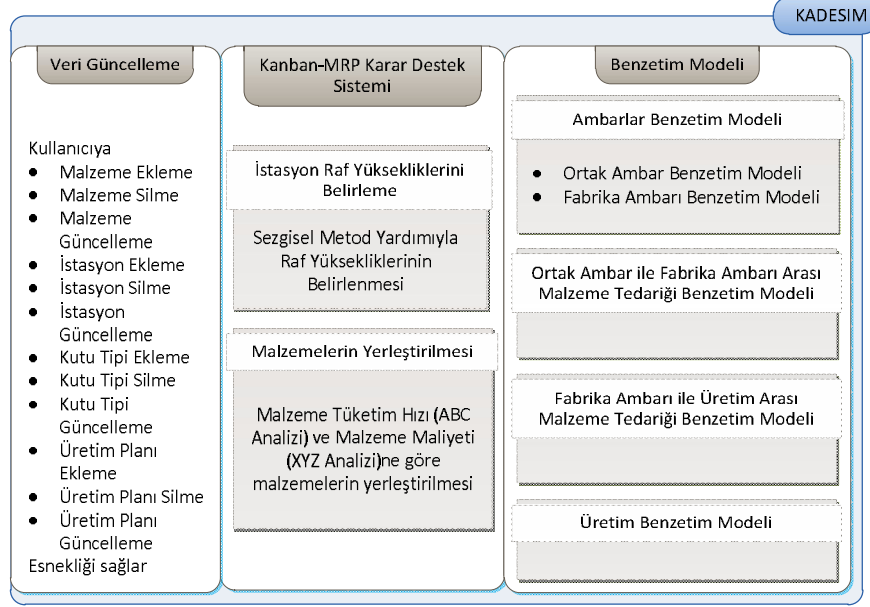 KADESIM
Veri Güncelleme
Kullanıcıya
● Malzeme Ekleme
● Malzeme Silme
● Malzeme
Güncelleme
● İstasyon Ekleme
● İstasyon Silme
● İstasyon
Güncelleme
● Kutu Tipi Ekleme
● Kutu Tipi Silme
● Kutu Tipi
Güncelleme
● Üretim Planı
Ekleme
● Üretim Planı Silme
● Üretim Planı
Güncelleme
Esnekliği sağlar
Kanban-MRP Karar Destek
Sistemi
İstasyon Raf Yüksekliklerini
Belirleme
Sezgisel Metod Yardımıyla
Raf Yüksekliklerinin
Belirlenmesi
Malzemelerin Yerleştirilmesi
Malzeme Tüketim Hızı (ABC
Analizi) ve Malzeme Maliyeti
(XYZ Analizi)ne göre
malzemelerin yerleştirilmesi
Benzetim Modeli
Ambarlar Benzetim Modeli
● Ortak Ambar Benzetim Modeli
● Fabrika Ambarı Benzetim Modeli
Ortak Ambar ile Fabrika Ambarı Arası
Malzeme Tedariği Benzetim Modeli
Fabrika Ambarı ile Üretim Arası
Malzeme Tedariği Benzetim Modeli
Üretim Benzetim Modeli